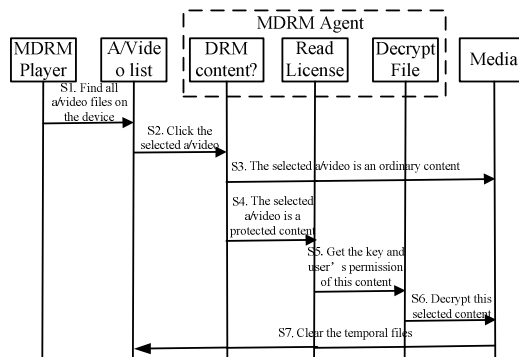 MDRM Agent
MDRM
Player
A/Vide
o list
DRM
content?
Read
License
Decrypt
File
Media
S1. Find all
a/video files on
the device
S2. Click the
selected a/video
S3. The selected a/video is an ordinary content
S4. The selected
a/video is a
protected content
S5. Get the key and
user’s permission
of this content
S6. Decrypt this
selected content
S7. Clear the temporal files